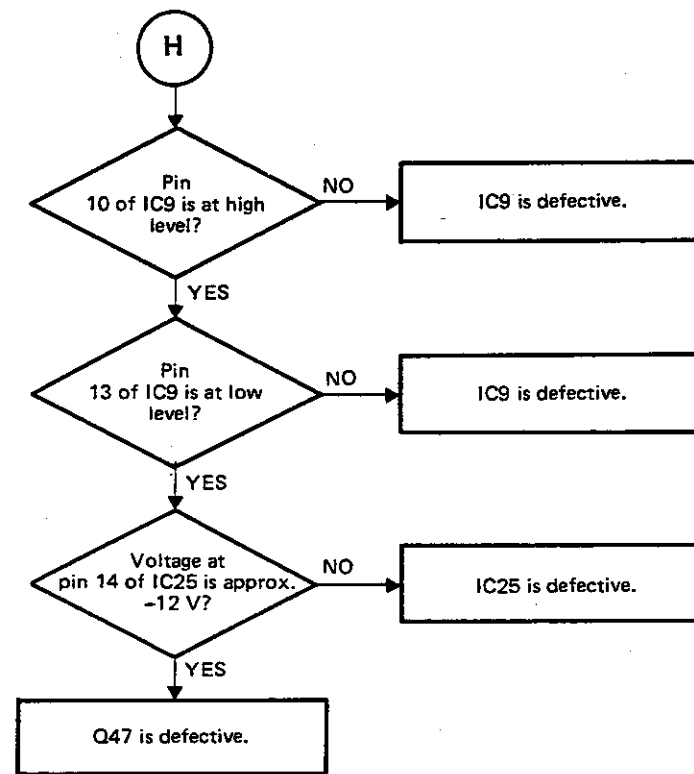 H
Pin
10 of IC9 is at high
level?
NO
IC9 is defective.
YES
Pin
13 of IC9 is at low
level?
NO
IC9 is defective.
YES
Voltage at
pin 14 of IC25 is approx.
-12 V?
NO
IC25 is defective.
YES
Q47 is defective.